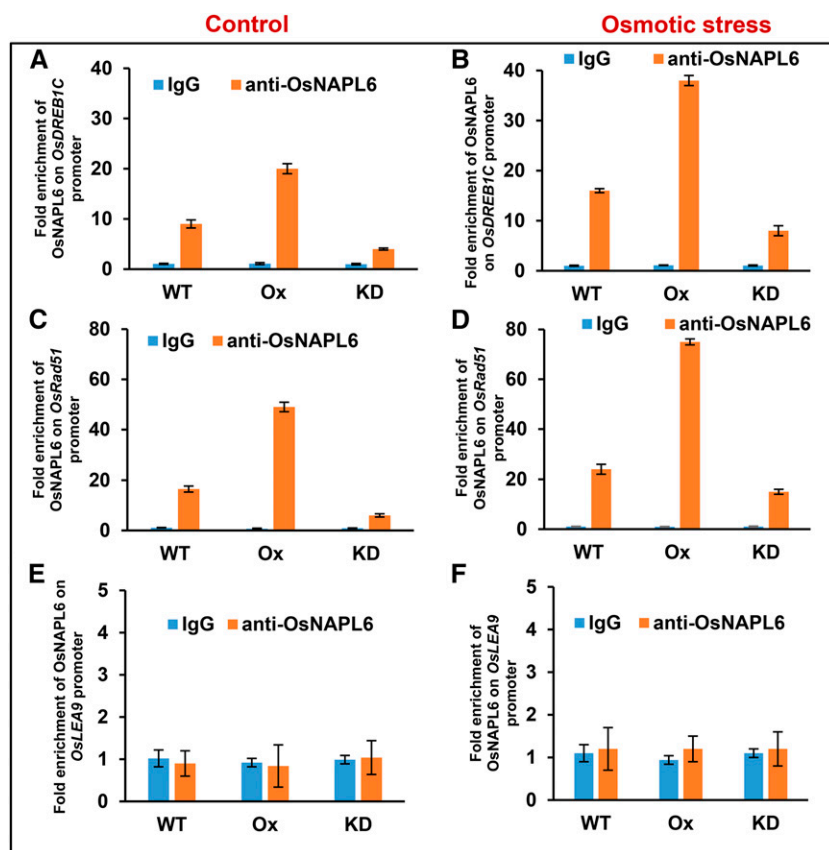 Control
Osmotic stress
A
IgG anti-OsNAPL6
Fold enrichment of
OsNAPL6 on OsDREB1C
promoter
40
30
20
10
0
WT Ox KD
B
IgG anti-OsNAPL6
Fold enrichment of OsNAPL6
on OsDREB1C promoter
40
30
20
10
0
WT Ox KD
C
IgG anti-OsNAPL6
Fold enrichment of
OsNAPL6 on OsRad51
promoter
80
60
40
20
0
WT Ox KD
D
IgG anti-OsNAPL6
Fold enrichment of
OsNAPL6 on OsRad51
promoter
80
60
40
20
0
WT Ox KD
E
IgG anti-OsNAPL6
Fold enrichment of OsNAPL6 on
OsLEA9 promoter
5
4
3
2
1
0
WT Ox KD
F
IgG anti-OsNAPL6
Fold enrichment of
OsNAPL6 on OsLEA9
promoter
5
4
3
2
1
0
WT Ox KD